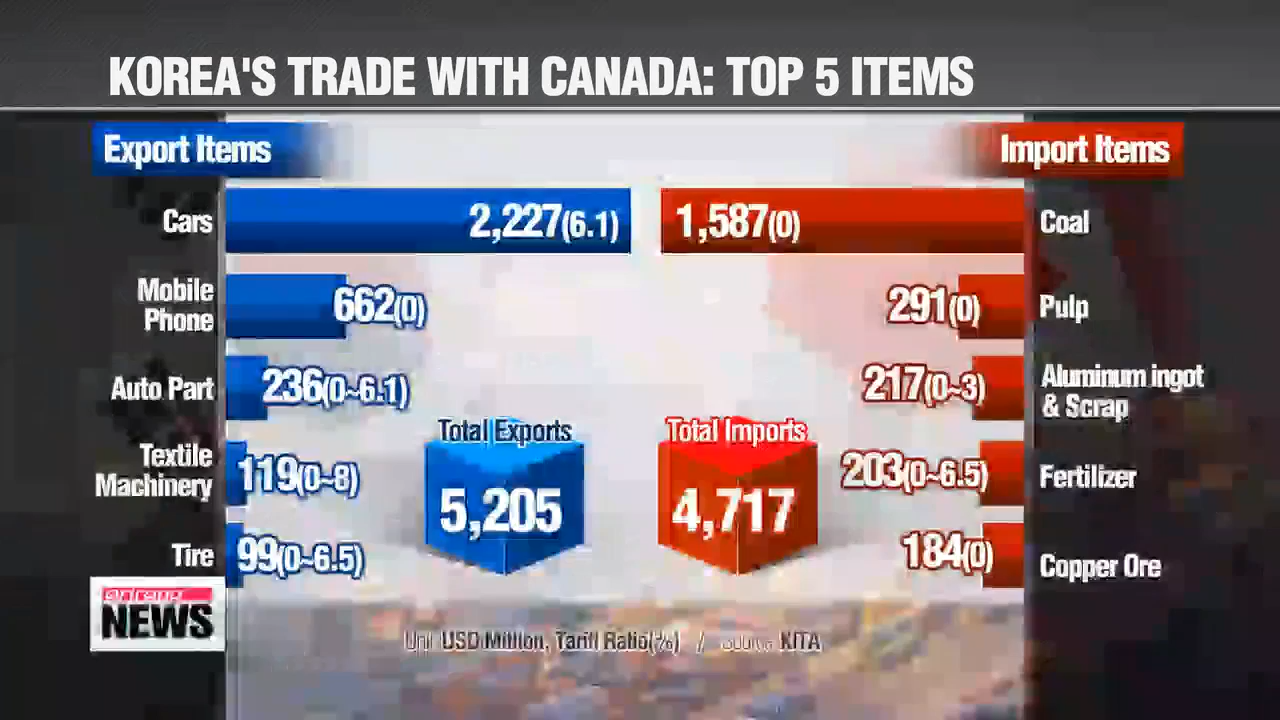 KOREA'S TRADE WITH CANADA: TOP 5 ITEMS
Export Items
Import Items
Cars
2,227(6.1)
1,587(0)
Coal
Mobile
Phone
662(0)
291(0)
Pulp
Auto Part
236(0~6.1)
217(0~3)
Aluminum ingot
& Scrap
Textile
Machinery
119(0~8)
203(0~6.5)
Fertilizer
Tire
99(0~6.5)
184(0)
Copper Ore
Total Exports
5,205
Total Imports
4,717
arirang
NEWS
Unit: USD Million, Tariff Ratio(%) / Source: KITA